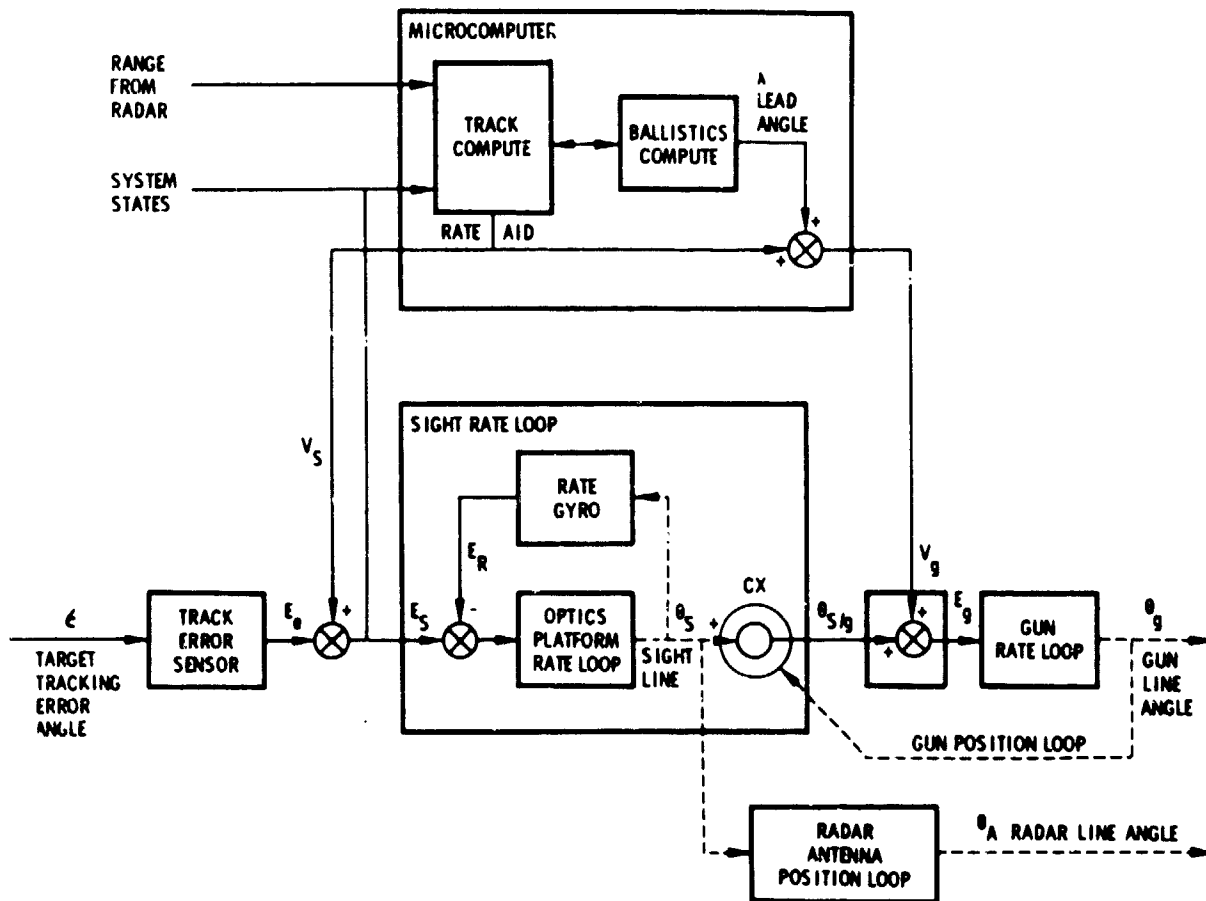 MICROCOMPUTER
RANGE
FROM
RADAR
SYSTEM
STATES
TRACK
COMPUTE
BALLISTICS
COMPUTE
LEAD
ANGLE
+
+
RATE AID
V_S
V_g
SIGHT RATE LOOP
RATE
GYRO
E_R
-
ϵ
TARGET
TRACKING
ERROR
ANGLE
TRACK
ERROR
SENSOR
E_e
+
E_S
OPTICS
PLATFORM
RATE LOOP
θ_S
SIGHT
LINE
+
CX
θ_S/g
+
+
E_g
GUN
RATE LOOP
θ_g
GUN
LINE
ANGLE
GUN POSITION LOOP
RADAR
ANTENNA
POSITION LOOP
θ_A RADAR LINE ANGLE